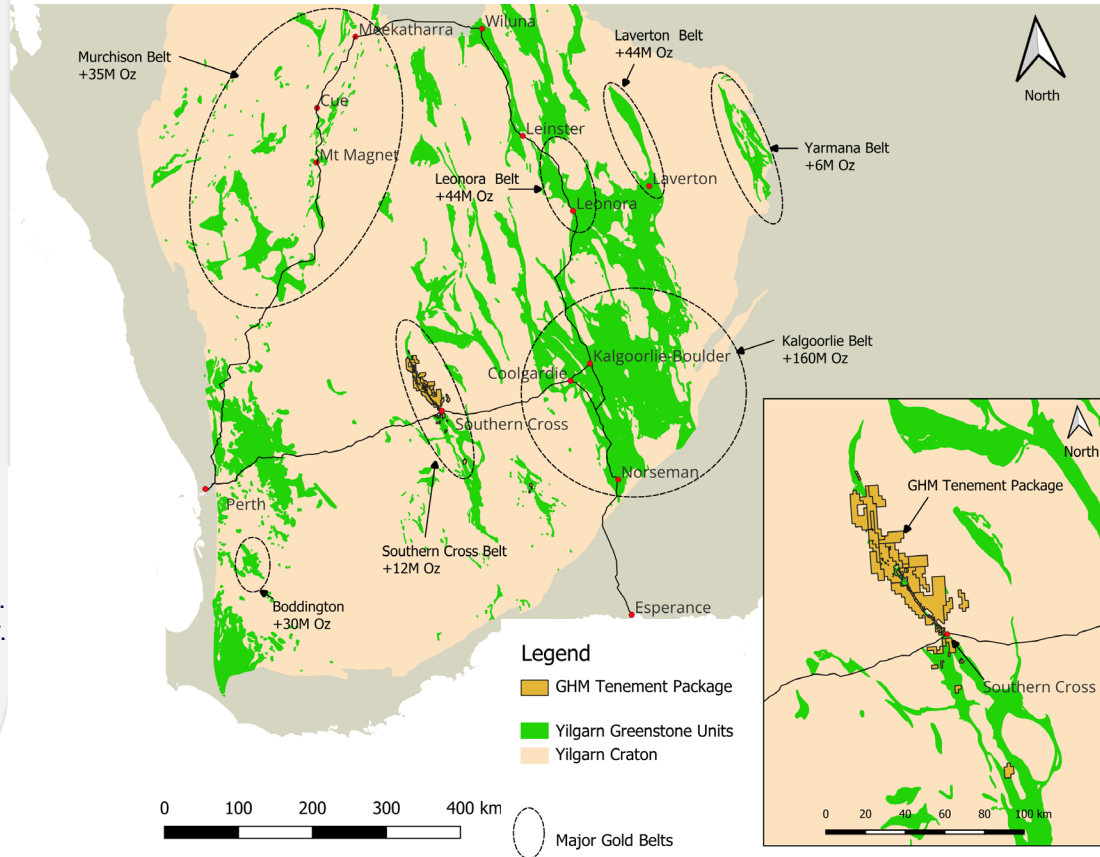 Meekatharra
Wiluna
Murchison Belt
+35M Oz
Laverton Belt
+44M Oz
North
Cue
Leinster
Yarmana Belt
+6M Oz
Mt Magnet
Leonora Belt
+44M Oz
Laverton
Leonora
Kalgoorlie Belt
+160M Oz
Kalgoorlie-Boulder
Coolgardie
Southern Cross
Norseman
Perth
Southern Cross Belt
+12M Oz
Boddington
+30M Oz
Esperance
Legend
GHM Tenement Package
Yilgarn Greenstone Units
Yilgarn Craton
Major Gold Belts
0 100 200 300 400 km
North
GHM Tenement Package
Southern Cross
0 20 40 60 80 100 km